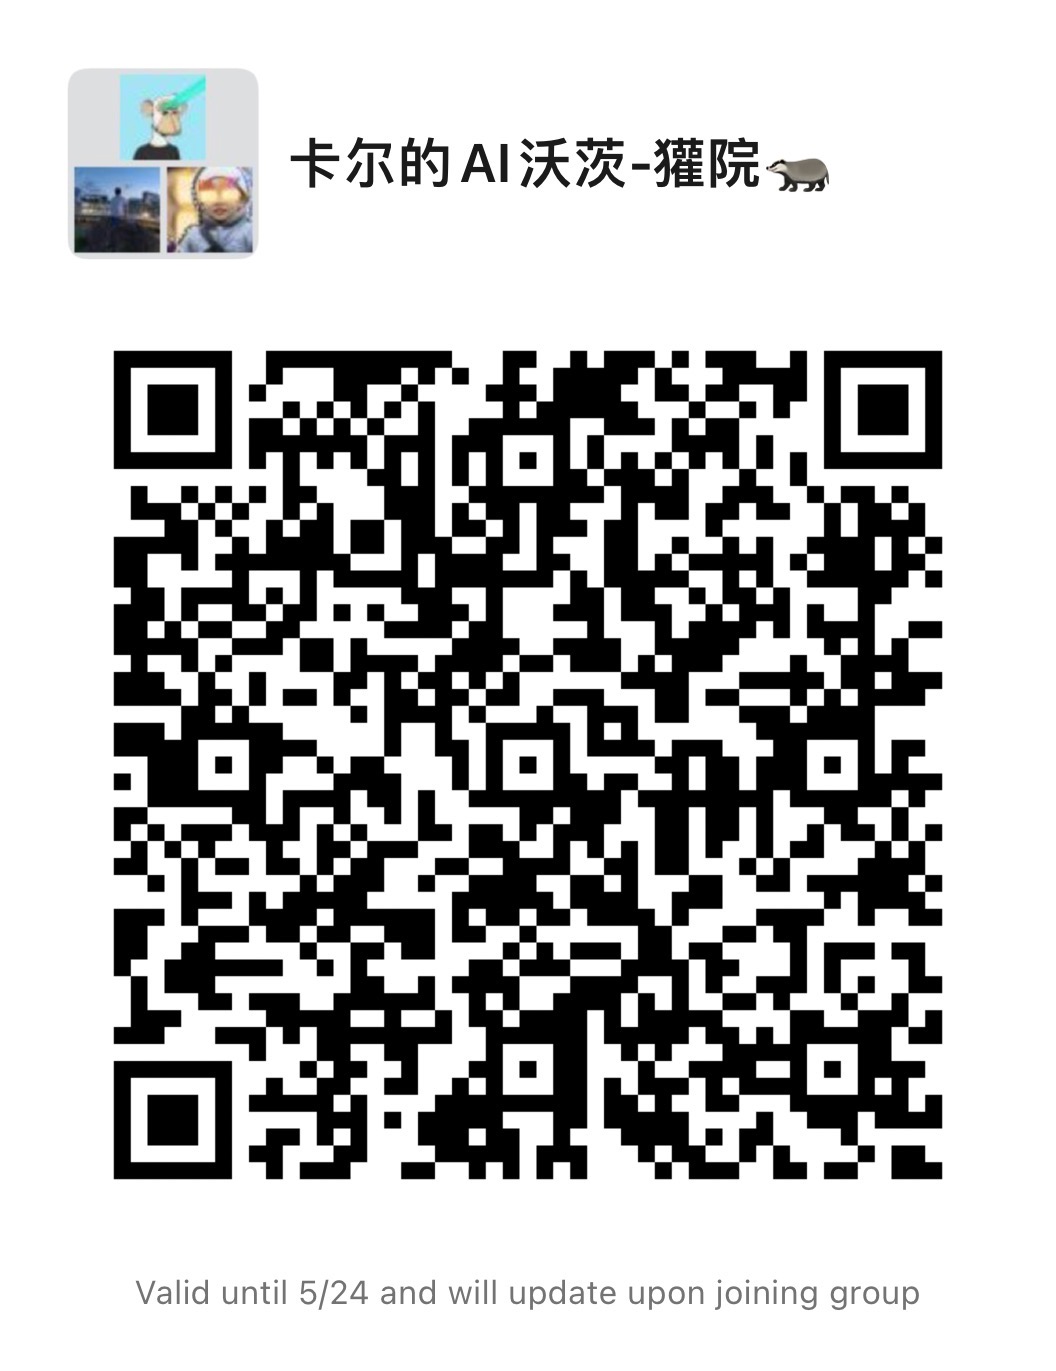 卡尔的AI沃茨-獾院🦡
Valid until 5/24 and will update upon joining group